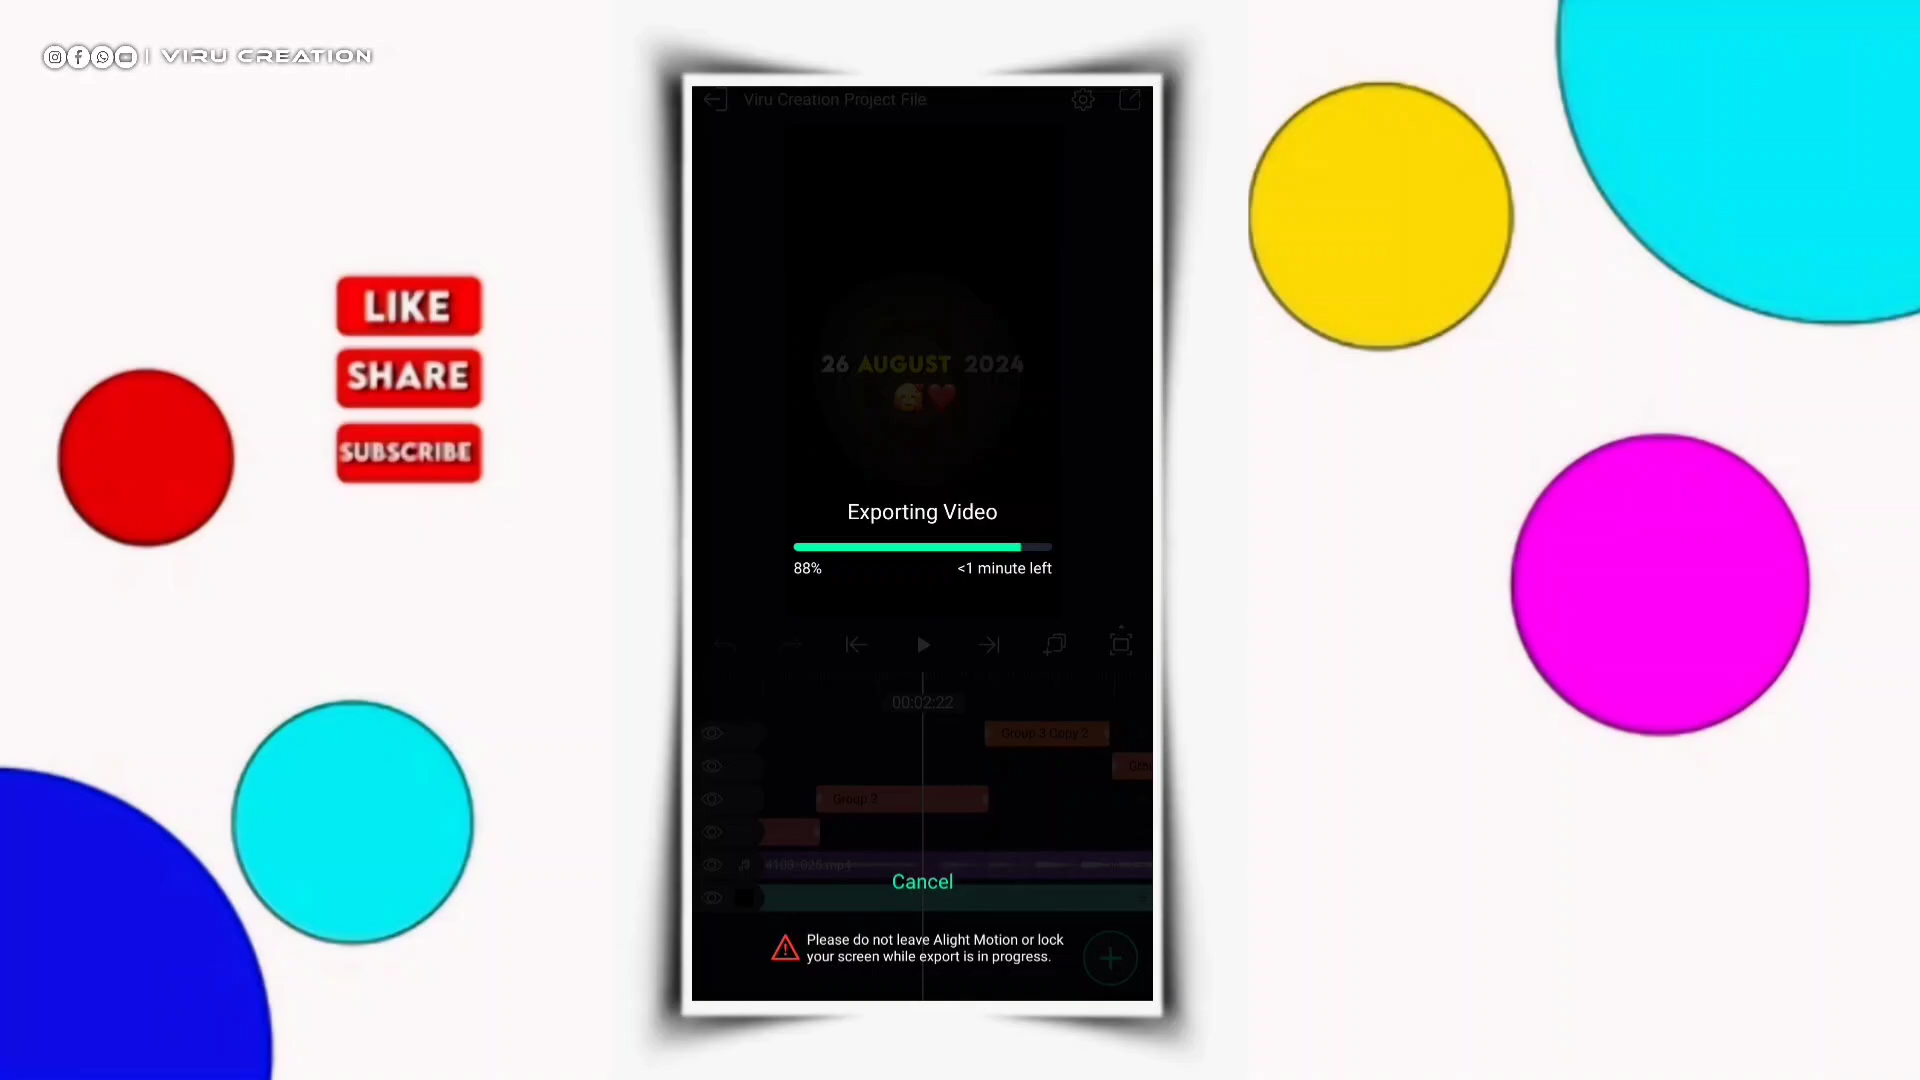 VIRU CREATION
LIKE
SHARE
SUBSCRIBE
Viru Creation Project File
26 AUGUST 2024
Exporting Video
88% <1 minute left
00:02:22
Group 3 Copy 2
Group 2
4103_025.mp4
Cancel
Please do not leave Alight Motion or lock
your screen while export is in progress.